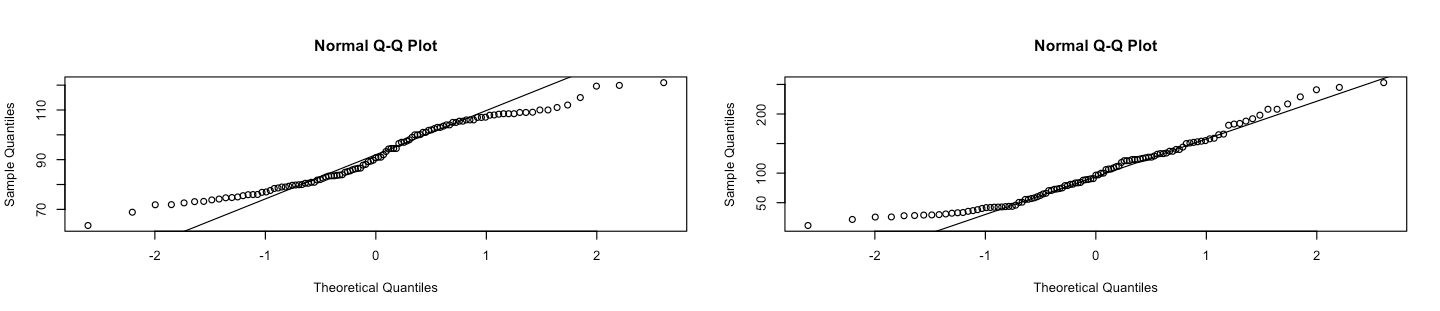 Normal Q-Q Plot
Sample Quantiles
70 90 110
-2 -1 0 1 2
Theoretical Quantiles
Normal Q-Q Plot
Sample Quantiles
50 100 200
-2 -1 0 1 2
Theoretical Quantiles